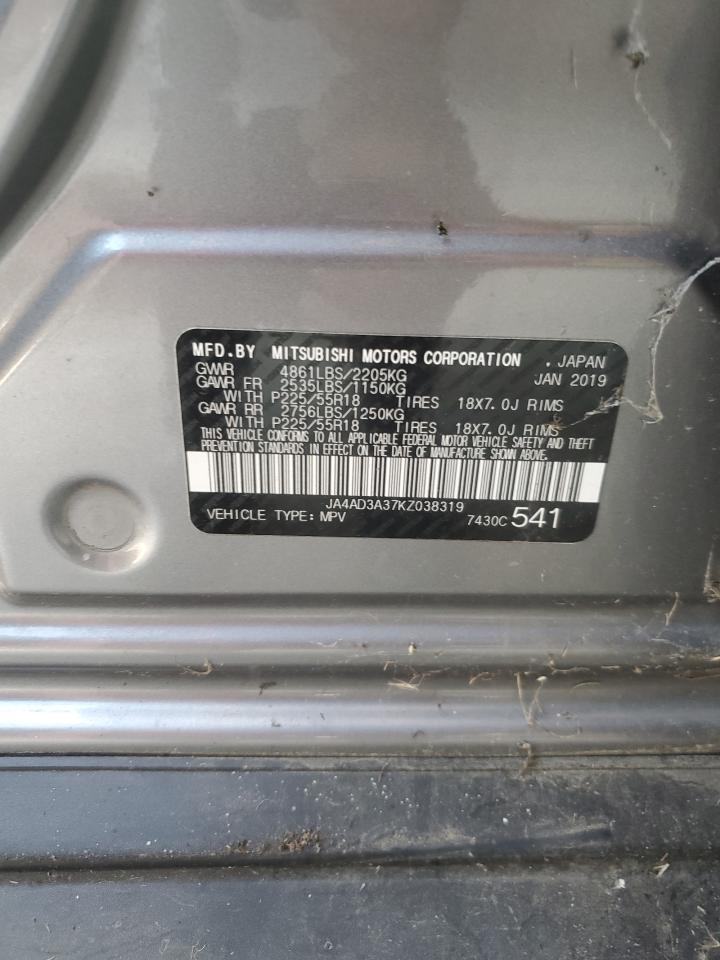 MFD.BY MITSUBISHI MOTORS CORPORATION . JAPAN
GVWR 4861LBS/2205KG JAN 2019
GAWR FR 2535LBS/1150KG
WITH P225/55R18 TIRES 18X7.0J RIMS
GAWR RR 2756LBS/1250KG
WITH P225/55R18 TIRES 18X7.0J RIMS
THIS VEHICLE CONFORMS TO ALL APPLICABLE FEDERAL MOTOR VEHICLE SAFETY AND THEFT
PREVENTION STANDARDS IN EFFECT ON THE DATE OF MANUFACTURE SHOWN ABOVE.
JA4AD3A37KZ038319
VEHICLE TYPE: MPV 7430C 541